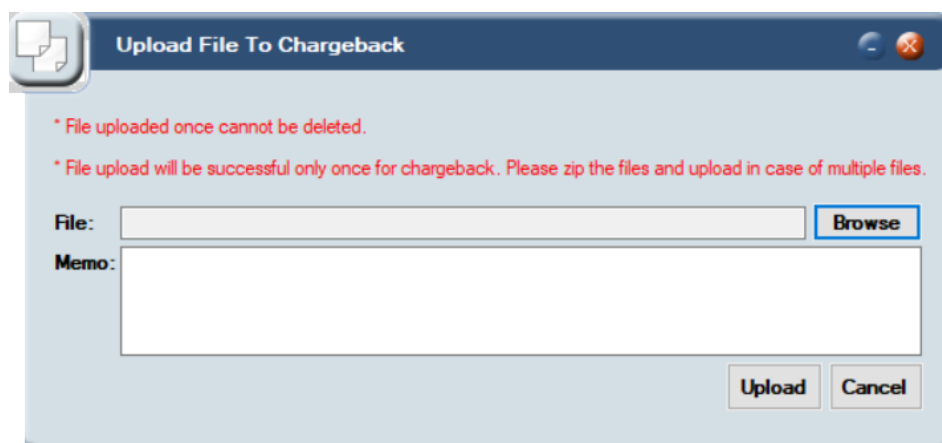 Upload File To Chargeback
* File uploaded once cannot be deleted.
* File upload will be successful only once for chargeback. Please zip the files and upload in case of multiple files.
File:
Browse
Memo:
Upload
Cancel